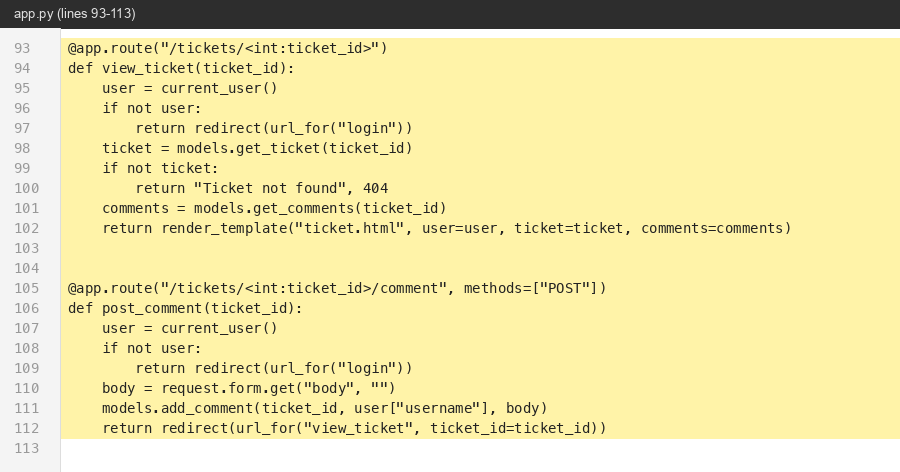 app.py (lines 93-113)
93 @app.route("/tickets/<int:ticket_id>")
94 def view_ticket(ticket_id):
95     user = current_user()
96     if not user:
97         return redirect(url_for("login"))
98     ticket = models.get_ticket(ticket_id)
99     if not ticket:
100         return "Ticket not found", 404
101     comments = models.get_comments(ticket_id)
102     return render_template("ticket.html", user=user, ticket=ticket, comments=comments)
103
104
105 @app.route("/tickets/<int:ticket_id>/comment", methods=["POST"])
106 def post_comment(ticket_id):
107     user = current_user()
108     if not user:
109         return redirect(url_for("login"))
110     body = request.form.get("body", "")
111     models.add_comment(ticket_id, user["username"], body)
112     return redirect(url_for("view_ticket", ticket_id=ticket_id))
113